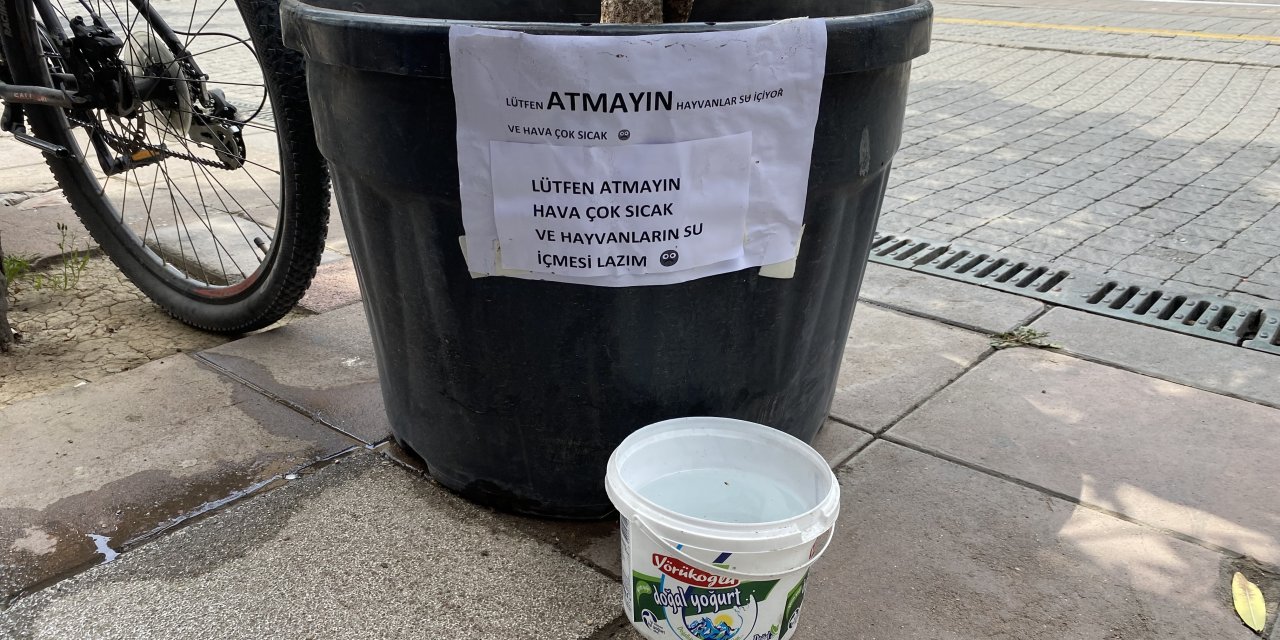 LÜTFEN ATMAYIN HAYVANLAR SU İÇİYOR
VE HAVA ÇOK SICAK
LÜTFEN ATMAYIN
HAVA ÇOK SICAK
VE HAYVANLARIN SU
İÇMESİ LAZIM
Yörükoğlu
doğal yoğurt